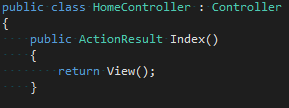 public class HomeController : Controller
{
    public ActionResult Index()
    {
        return View();
    }